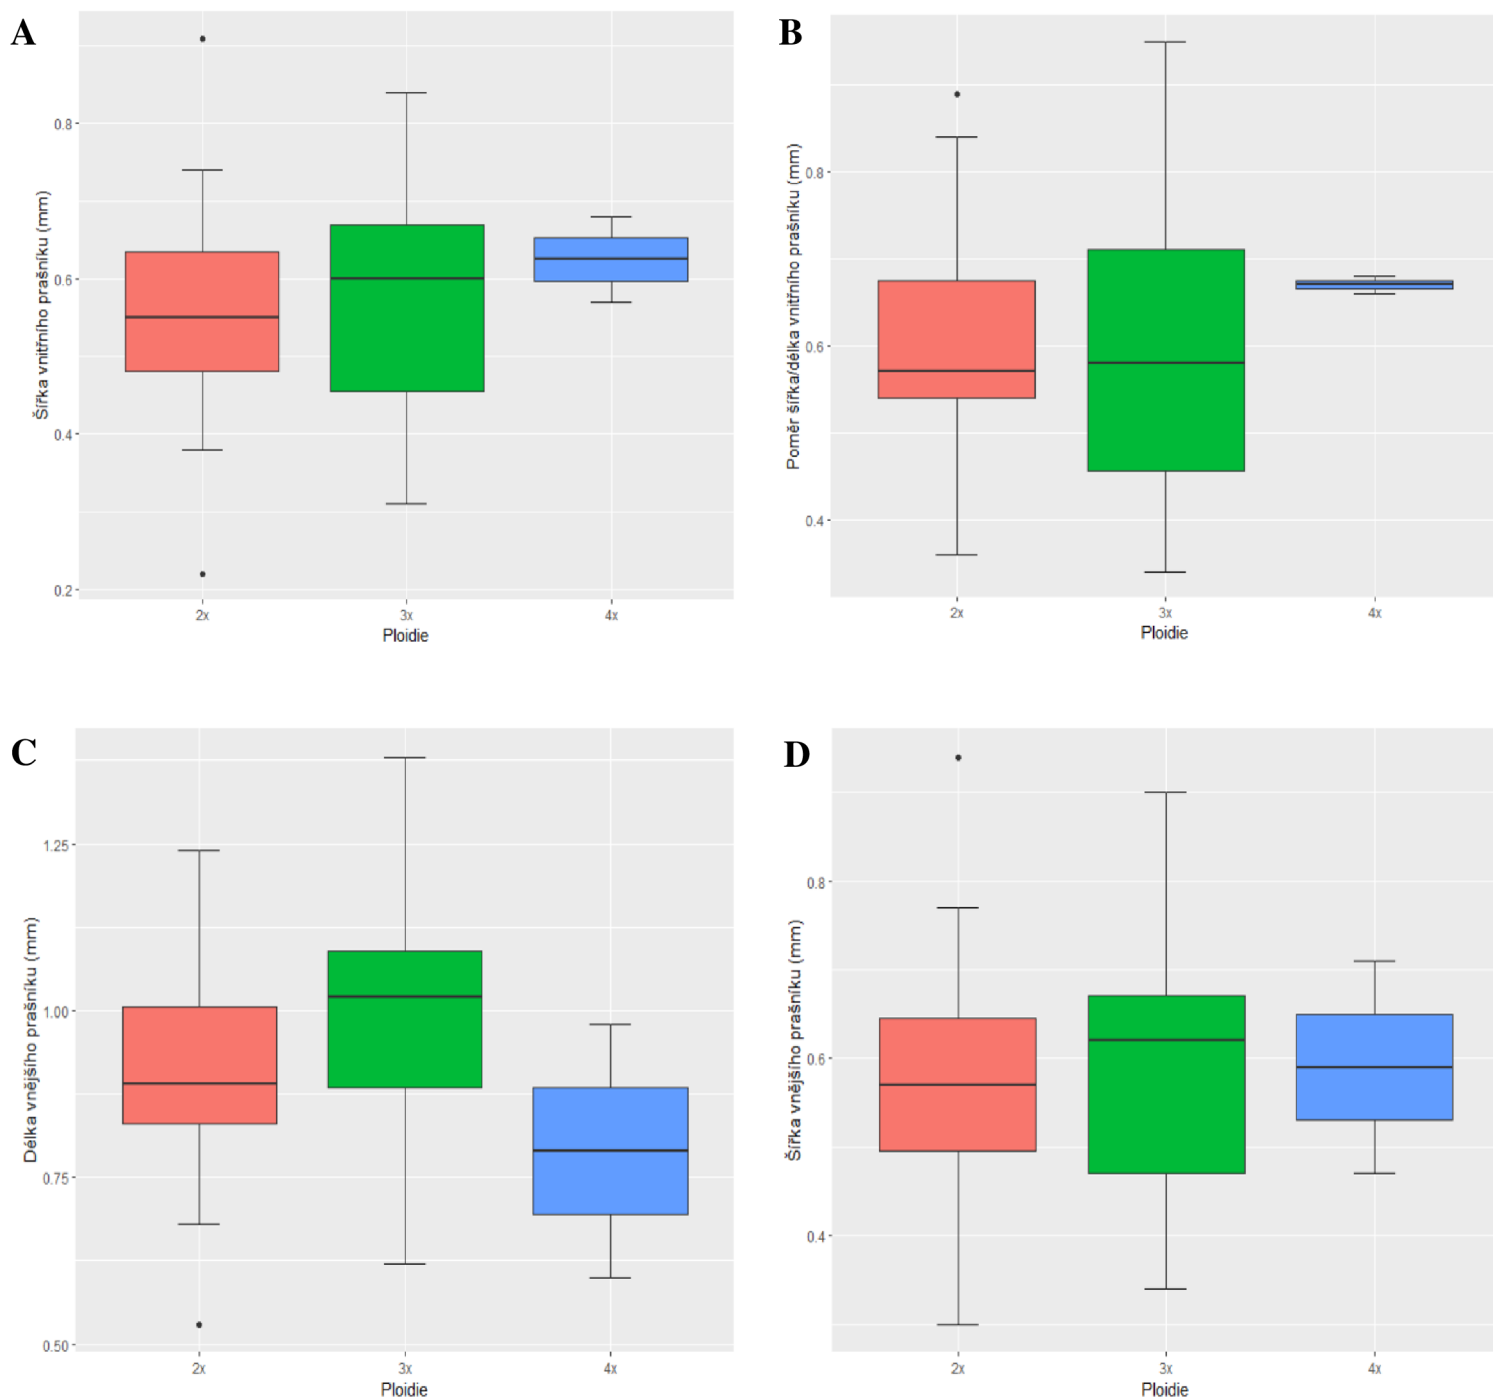 A
Šířka vnitřního prašníku (mm)
0.8
0.6
0.4
0.2
2x 3x 4x
Ploidie
B
Poměr šířka/délka vnitřního prašníku (mm)
0.8
0.6
0.4
2x 3x 4x
Ploidie
C
Délka vnějšího prašníku (mm)
1.25
1.00
0.75
0.50
2x 3x 4x
Ploidie
D
Šířka vnějšího prašníku (mm)
0.8
0.6
0.4
2x 3x 4x
Ploidie